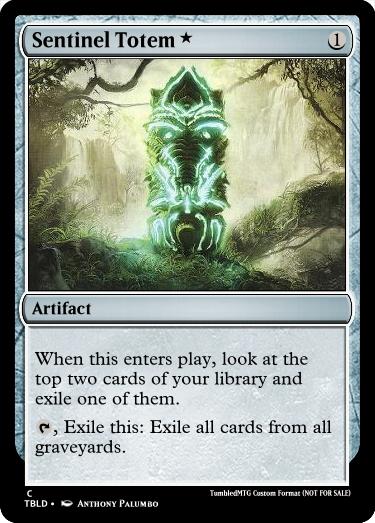 Sentinel Totem ★
1
Artifact
When this enters play, look at the
top two cards of your library and
exile one of them.
, Exile this: Exile all cards from all
graveyards.
C
TBLD • Anthony Palumbo
TumbledMTG Custom Format (NOT FOR SALE)